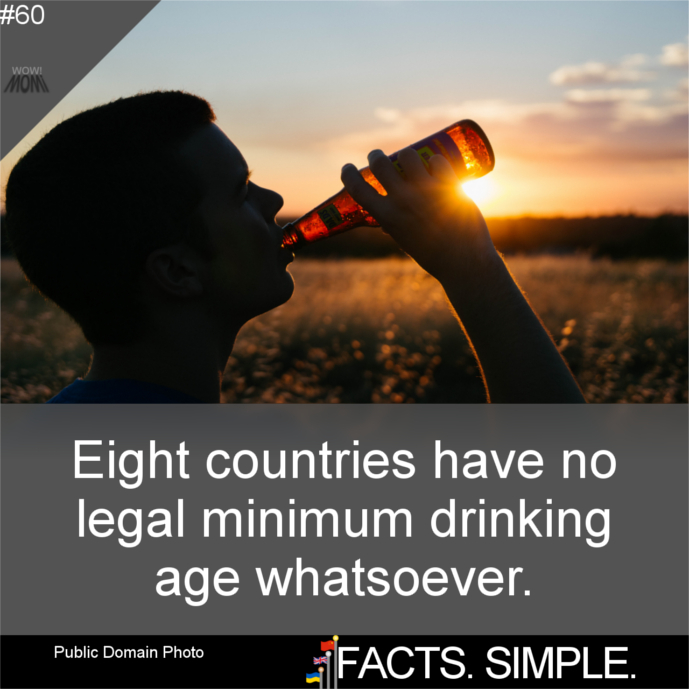 #60
WOW!
MOM!
Eight countries have no
legal minimum drinking
age whatsoever.
Public Domain Photo
FACTS. SIMPLE.